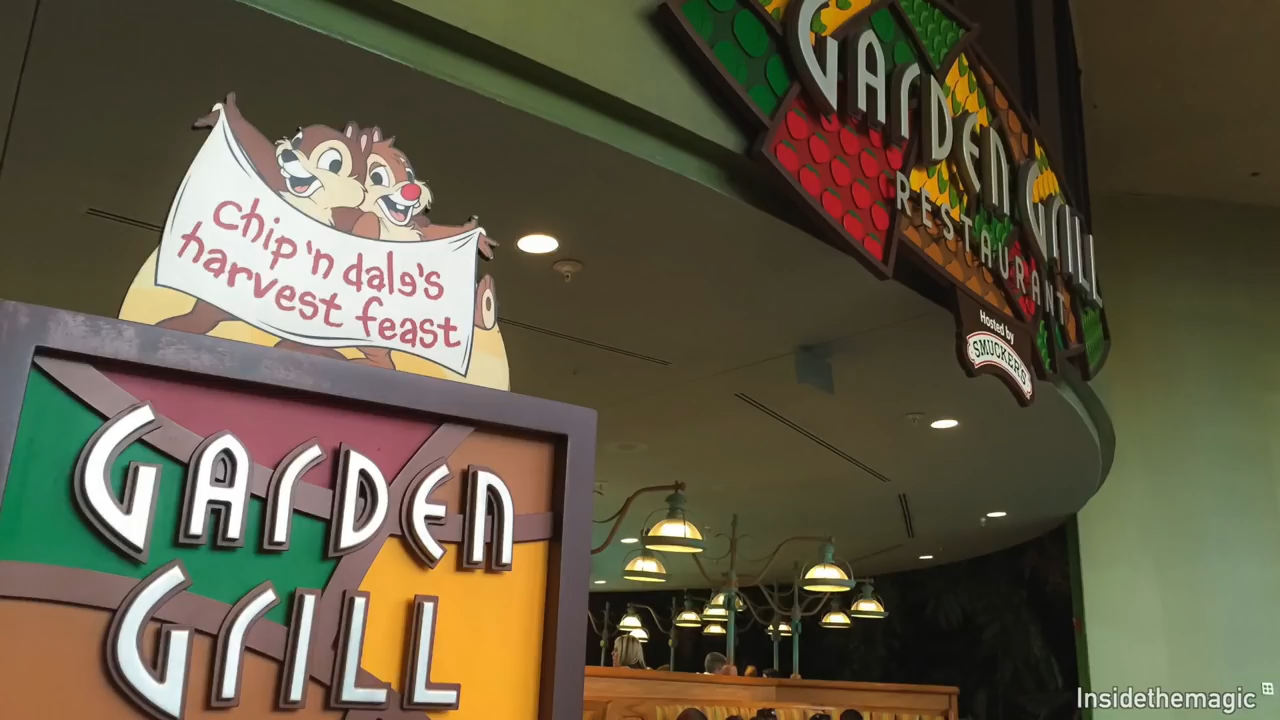 chip 'n dale's
harvest feast
GARDEN
GRILL
GARDEN GRILL
RESTAURANT
Hosted by
SMUCKER'S
Insidethemagic